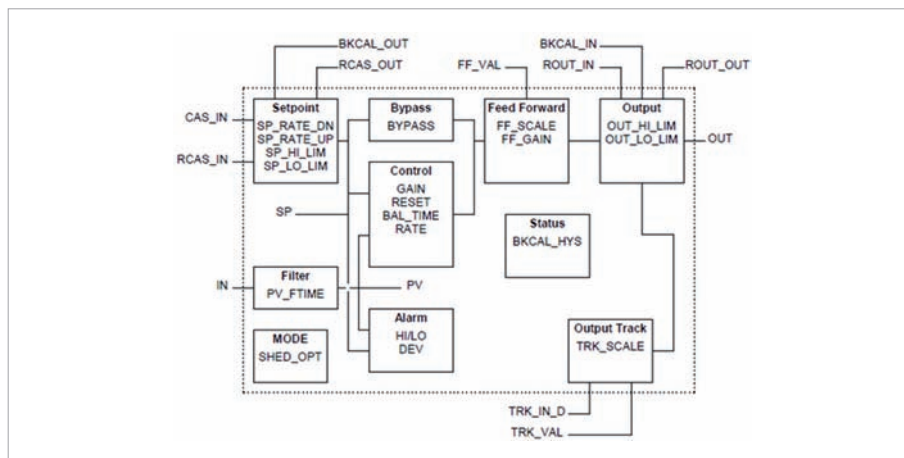 BKCAL_OUT
BKCAL_IN
RCAS_OUT
FF_VAL
ROUT_IN
ROUT_OUT
CAS_IN
RCAS_IN
Setpoint
SP_RATE_DN
SP_RATE_UP
SP_HI_LIM
SP_LO_LIM
Bypass
BYPASS
Feed Forward
FF_SCALE
FF_GAIN
Output
OUT_HI_LIM
OUT_LO_LIM
OUT
Control
GAIN
RESET
BAL_TIME
RATE
SP
Status
BKCAL_HYS
IN
Filter
PV_FTIME
PV
Alarm
HI/LO
DEV
MODE
SHED_OPT
Output Track
TRK_SCALE
TRK_IN_D
TRK_VAL